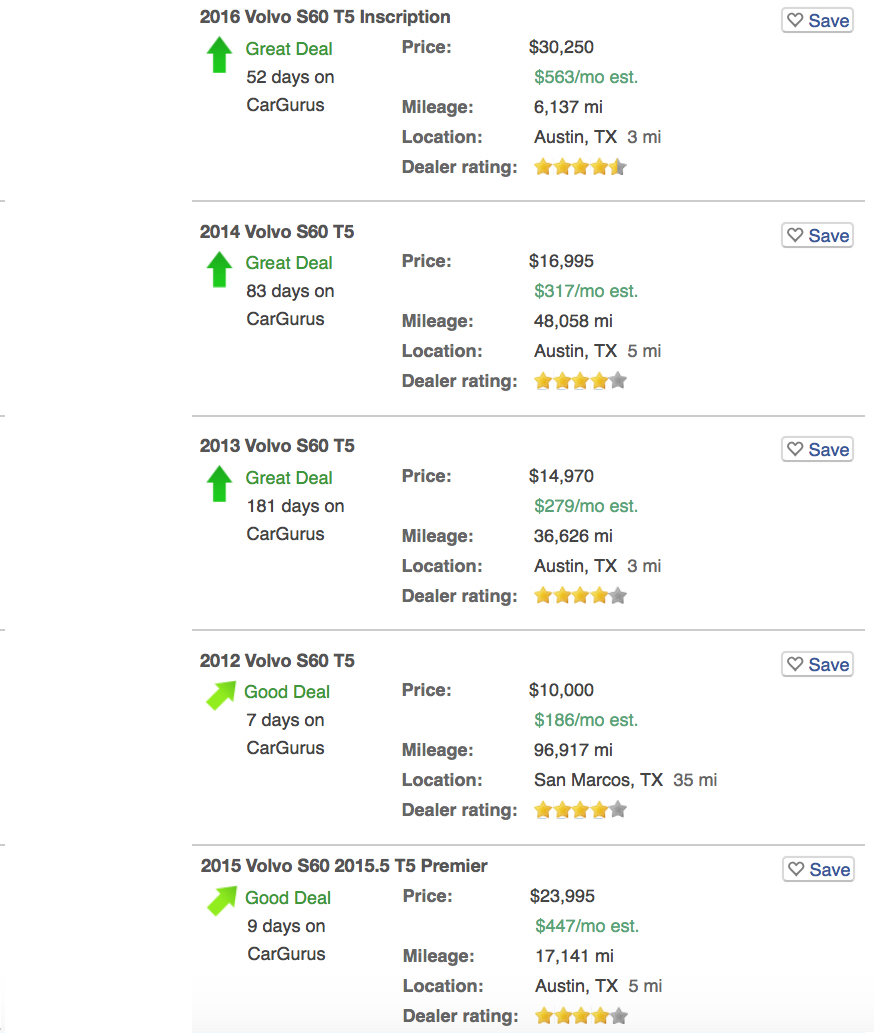 2016 Volvo S60 T5 Inscription
Save
Great Deal
Price: $30,250
52 days on
$563/mo est.
CarGurus
Mileage: 6,137 mi
Location: Austin, TX 3 mi
Dealer rating:
2014 Volvo S60 T5
Save
Great Deal
Price: $16,995
83 days on
$317/mo est.
CarGurus
Mileage: 48,058 mi
Location: Austin, TX 5 mi
Dealer rating:
2013 Volvo S60 T5
Save
Great Deal
Price: $14,970
181 days on
$279/mo est.
CarGurus
Mileage: 36,626 mi
Location: Austin, TX 3 mi
Dealer rating:
2012 Volvo S60 T5
Save
Good Deal
Price: $10,000
7 days on
$186/mo est.
CarGurus
Mileage: 96,917 mi
Location: San Marcos, TX 35 mi
Dealer rating:
2015 Volvo S60 2015.5 T5 Premier
Save
Good Deal
Price: $23,995
9 days on
$447/mo est.
CarGurus
Mileage: 17,141 mi
Location: Austin, TX 5 mi
Dealer rating: